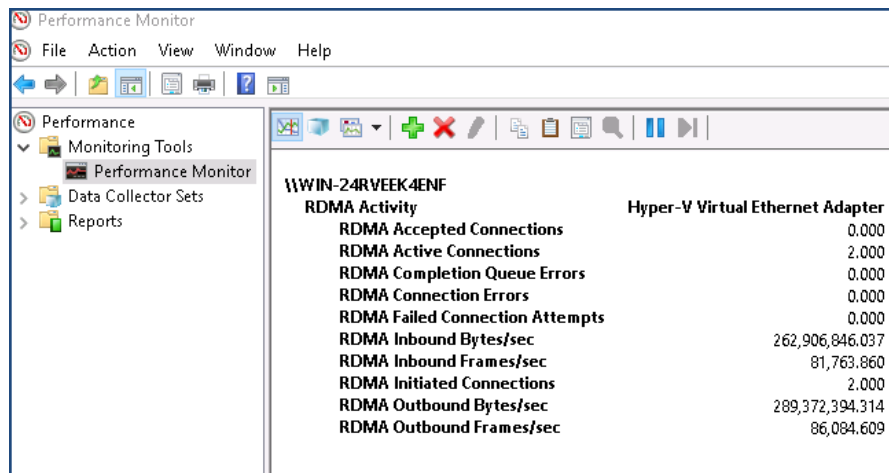 Performance Monitor
File Action View Window Help
Performance
Monitoring Tools
Performance Monitor
Data Collector Sets
Reports
\\WIN-24RVEEK4ENF
RDMA Activity Hyper-V Virtual Ethernet Adapter
RDMA Accepted Connections 0.000
RDMA Active Connections 2.000
RDMA Completion Queue Errors 0.000
RDMA Connection Errors 0.000
RDMA Failed Connection Attempts 0.000
RDMA Inbound Bytes/sec 262,906,846.037
RDMA Inbound Frames/sec 81,763.860
RDMA Initiated Connections 2.000
RDMA Outbound Bytes/sec 289,372,394.314
RDMA Outbound Frames/sec 86,084.609